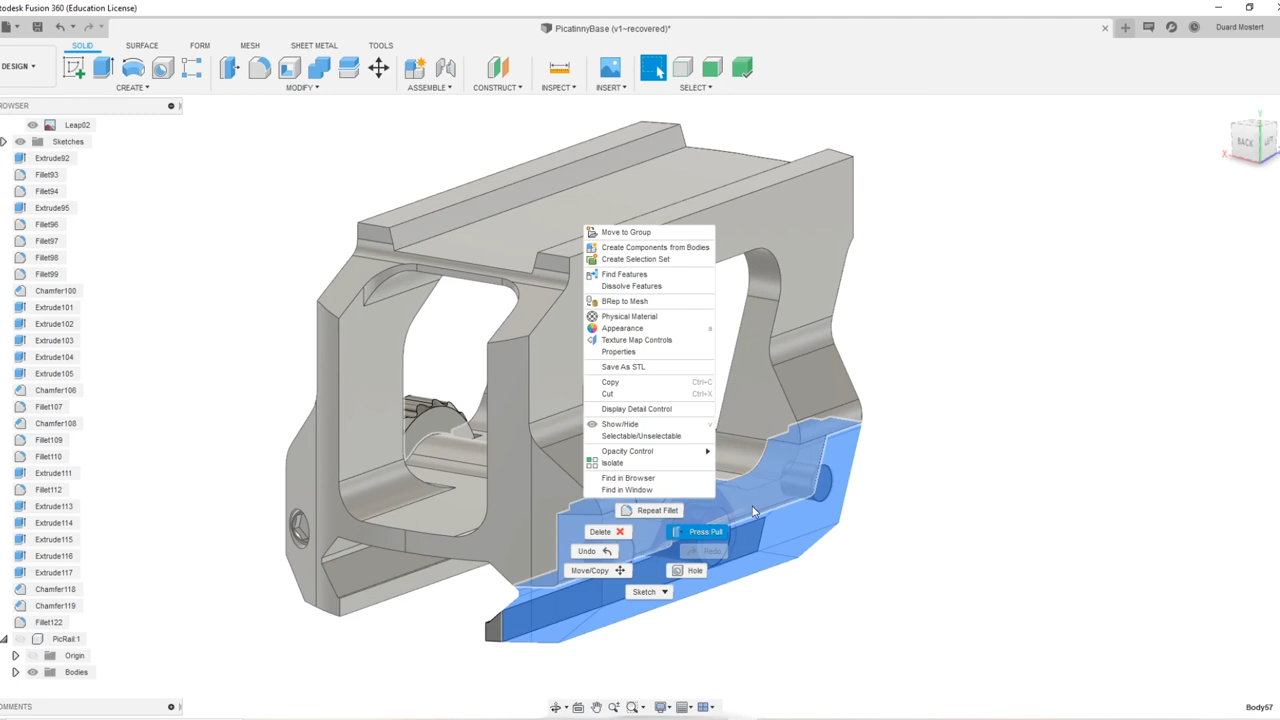 utodesk Fusion 360 (Education License)
PicatinnyBase (v1~recovered)*
Duard Mostert
SOLID SURFACE FORM MESH SHEET METAL TOOLS
DESIGN
CREATE MODIFY ASSEMBLE CONSTRUCT INSPECT INSERT SELECT
ROWSER
Leap02
Sketches
Extrude92
Fillet93
Fillet94
Extrude95
Fillet96
Fillet97
Fillet98
Fillet99
Chamfer100
Extrude101
Extrude102
Extrude103
Extrude104
Extrude105
Chamfer106
Fillet107
Chamfer108
Fillet109
Fillet110
Extrude111
Fillet112
Extrude113
Extrude114
Extrude115
Extrude116
Extrude117
Chamfer118
Chamfer119
Fillet122
PicRail:1
Origin
Bodies
OMMENTS
BACK
LEFT
Y
X
Move to Group
Create Components from Bodies
Create Selection Set
Find Features
Dissolve Features
BRep to Mesh
Physical Material
Appearance a
Texture Map Controls
Properties
Save As STL
Copy Ctrl+C
Cut Ctrl+X
Display Detail Control
Show/Hide v
Selectable/Unselectable
Opacity Control
Isolate
Find in Browser
Find in Window
Repeat Fillet
Delete Press Pull
Undo Redo
Move/Copy Hole
Sketch
Body57